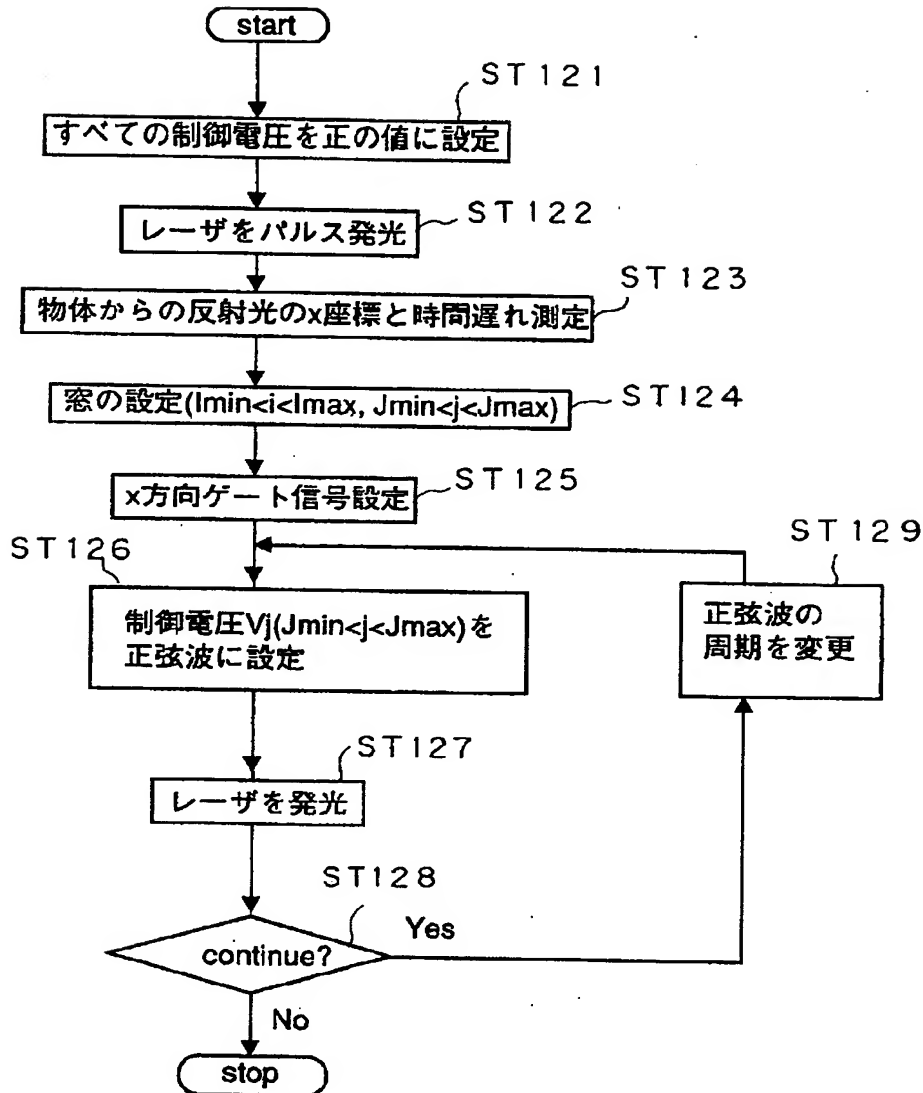 start
ST121
すべての制御電圧を正の値に設定
ST122
レーザをパルス発光
ST123
物体からの反射光のx座標と時間遅れ測定
ST124
窓の設定(Imin<i<Imax, Jmin<j<Jmax)
ST125
x方向ゲート信号設定
ST126
制御電圧Vj(Jmin<j<Jmax)を
正弦波に設定
ST129
正弦波の
周期を変更
ST127
レーザを発光
ST128
continue?
Yes
No
stop